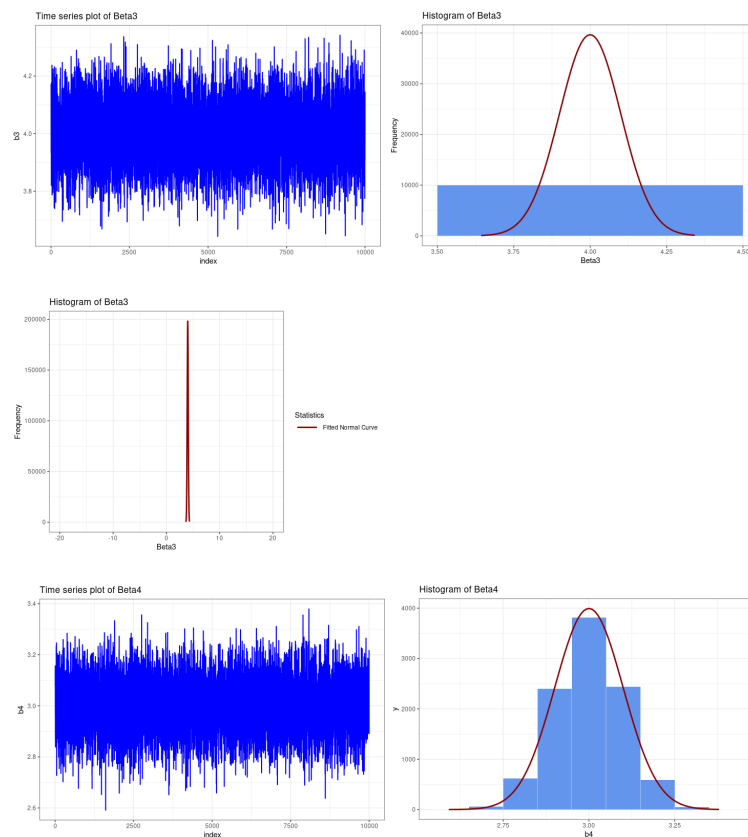 Time series plot of Beta3
4.2
4.0
3.8
b3
0
2500
5000
7500
10000
index
Histogram of Beta3
40000
30000
20000
10000
0
Frequency
3.50
3.75
4.00
4.25
4.50
Beta3
Histogram of Beta3
200000
150000
100000
50000
0
Frequency
-20
-10
0
10
20
Beta3
Statistics
Fitted Normal Curve
Time series plot of Beta4
3.4
3.2
3.0
2.8
2.6
b4
0
2500
5000
7500
10000
index
Histogram of Beta4
4000
3000
2000
1000
0
y
2.75
3.00
3.25
b4